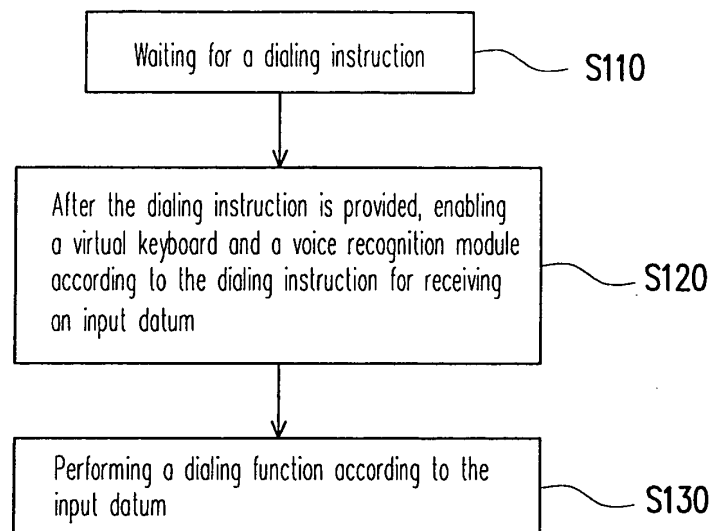 Waiting for a dialing instruction
S110
After the dialing instruction is provided, enabling
a virtual keyboard and a voice recognition module
according to the dialing instruction for receiving
an input datum
S120
Performing a dialing function according to the
input datum
S130